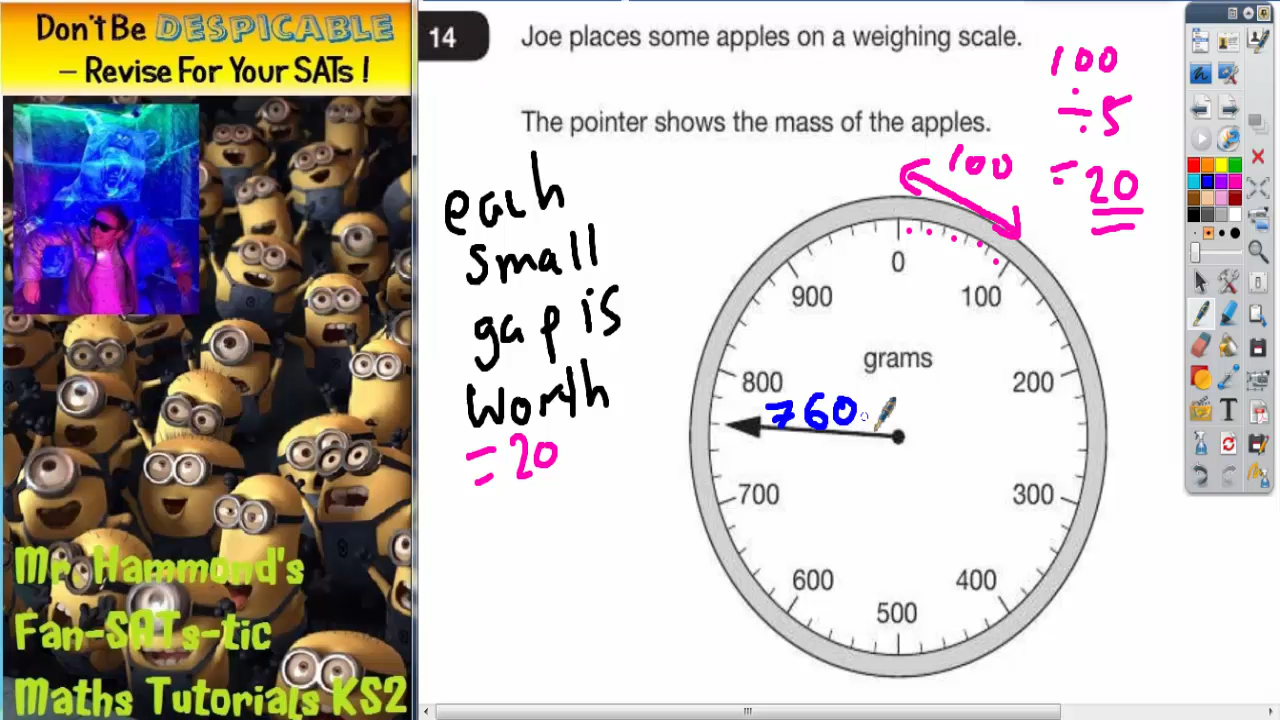 Don't Be DESPICABLE
– Revise For Your SATs !
Mr. Hammond's
Fan-SATs-tic
Maths Tutorials KS2
14
Joe places some apples on a weighing scale.
The pointer shows the mass of the apples.
each
small
gap is
worth
= 20
100
÷ 5
= 20
100
0
100
200
300
400
500
600
700
800
900
grams
760